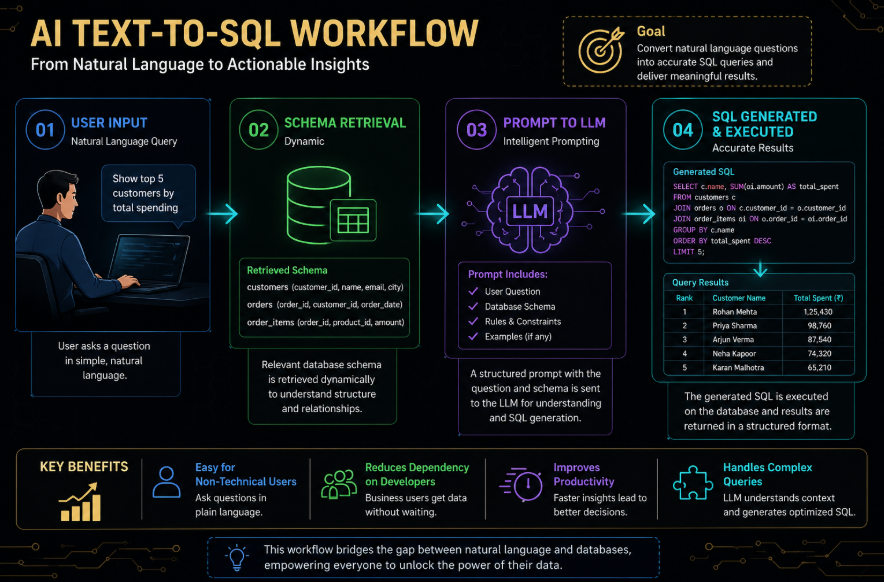 AI TEXT-TO-SQL WORKFLOW
From Natural Language to Actionable Insights
Goal
Convert natural language questions
into accurate SQL queries and
deliver meaningful results.
01
USER INPUT
Natural Language Query
Show top 5
customers by
total spending
User asks a question
in simple, natural
language.
02
SCHEMA RETRIEVAL
Dynamic
Retrieved Schema
customers (customer_id, name, email, city)
orders (order_id, customer_id, order_date)
order_items (order_id, product_id, amount)
Relevant database schema
is retrieved dynamically
to understand structure
and relationships.
03
PROMPT TO LLM
Intelligent Prompting
LLM
Prompt Includes:
User Question
Database Schema
Rules & Constraints
Examples (if any)
A structured prompt with the
question and schema is sent
to the LLM for understanding
and SQL generation.
04
SQL GENERATED
& EXECUTED
Accurate Results
Generated SQL
SELECT c.name, SUM(oi.amount) AS total_spent
FROM customers c
JOIN orders o ON c.customer_id = o.customer_id
JOIN order_items oi ON o.order_id = oi.order_id
GROUP BY c.name
ORDER BY total_spent DESC
LIMIT 5;
Query Results
Rank Customer Name Total Spent (₹)
1 Rohan Mehta 1,25,430
2 Priya Sharma 98,760
3 Arjun Verma 87,540
4 Neha Kapoor 74,320
5 Karan Malhotra 65,210
The generated SQL is executed
on the database and results are
returned in a structured format.
KEY BENEFITS
Easy for
Non-Technical Users
Ask questions in
plain language.
Reduces Dependency
on Developers
Business users get data
without waiting.
Improves
Productivity
Faster insights lead to
better decisions.
Handles Complex
Queries
LLM understands context
and generates optimized SQL.
This workflow bridges the gap between natural language and databases,
empowering everyone to unlock the power of their data.